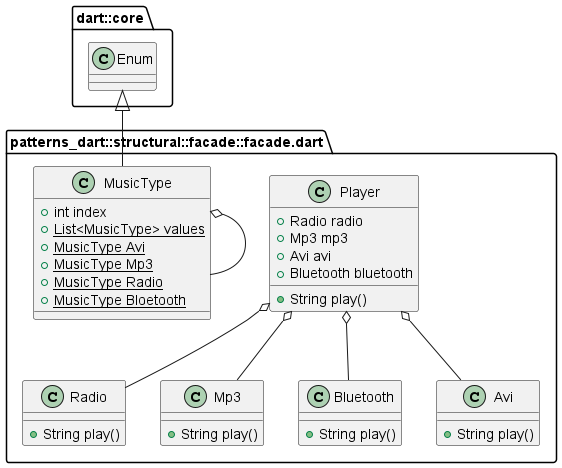 dart::core
C Enum
patterns_dart::structural::facade::facade.dart
C MusicType
int index
List<MusicType> values
MusicType Avi
MusicType Mp3
MusicType Radio
MusicType Bloetooth
C Player
Radio radio
Mp3 mp3
Avi avi
Bluetooth bluetooth
String play()
C Radio
String play()
C Mp3
String play()
C Bluetooth
String play()
C Avi
String play()